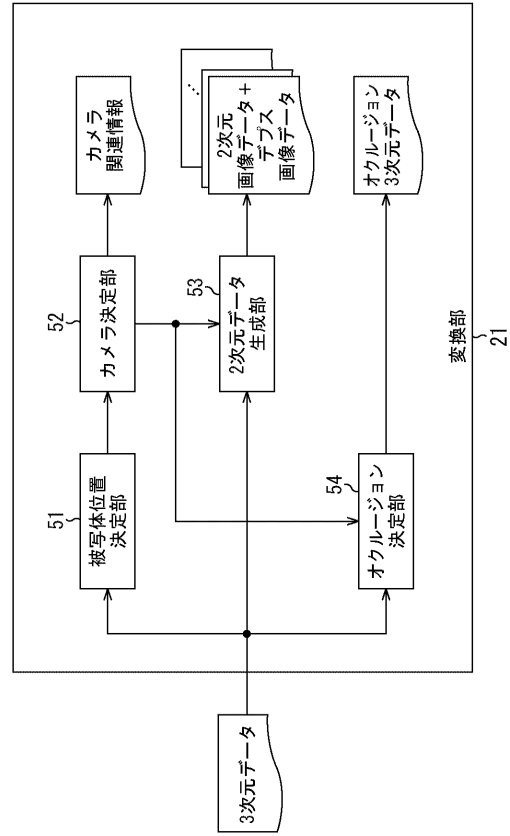 3次元データ
51
被写体位置
決定部
52
カメラ決定部
カメラ
関連情報
53
2次元データ
生成部
2次元
画像データ+
デプス
画像データ
...
54
オクルージョン
決定部
オクルージョン
3次元データ
変換部
21